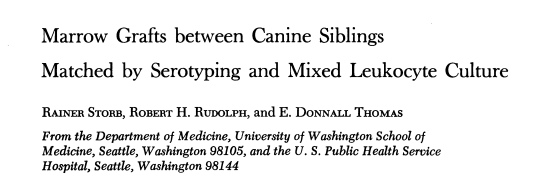 Marrow Grafts between Canine Siblings
Matched by Serotyping and Mixed Leukocyte Culture
RAINER STORB, ROBERT H. RUDOLPH, and E. DONNALL THOMAS
From the Department of Medicine, University of Washington School of
Medicine, Seattle, Washington 98105, and the U. S. Public Health Service
Hospital, Seattle, Washington 98144